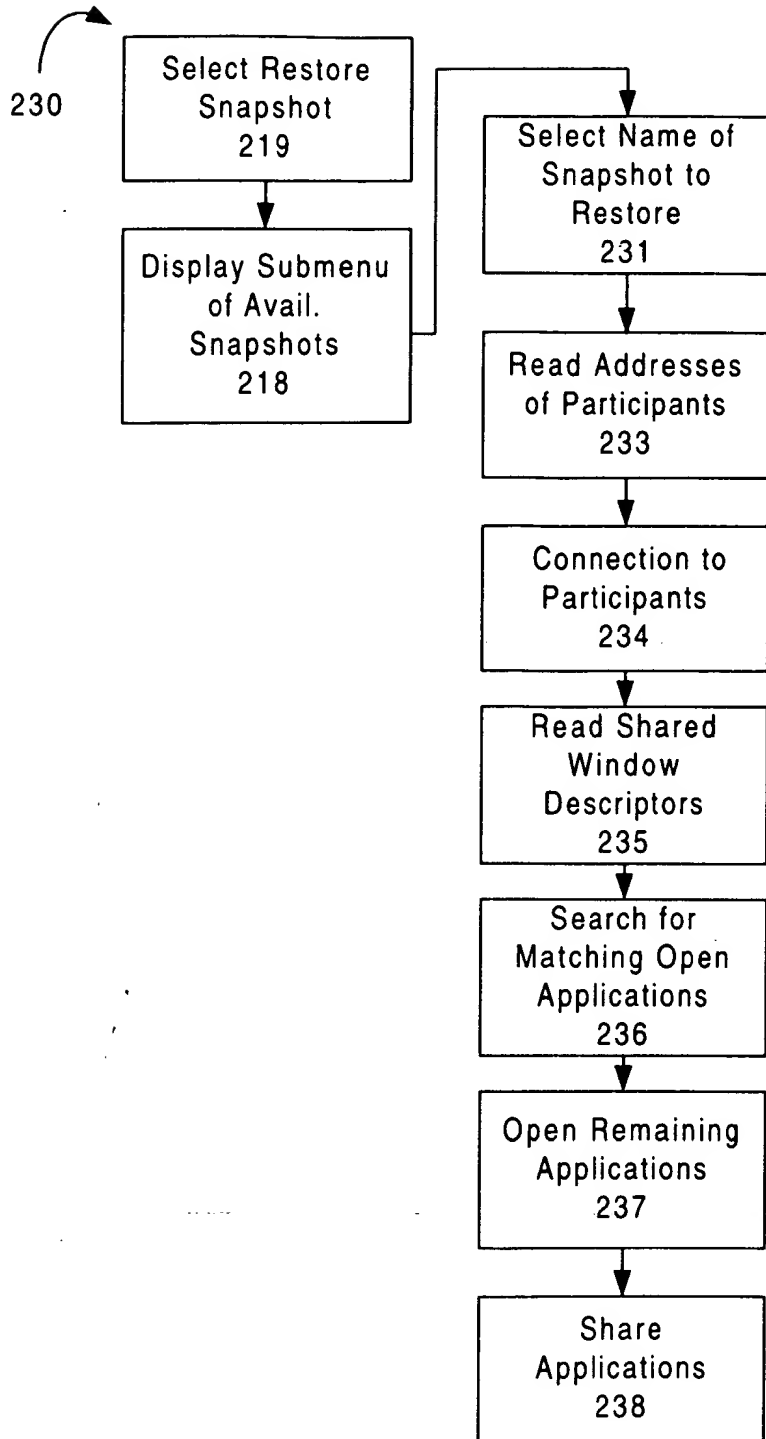 230
Select Restore
Snapshot
219
Display Submenu
of Avail.
Snapshots
218
Select Name of
Snapshot to
Restore
231
Read Addresses
of Participants
233
Connection to
Participants
234
Read Shared
Window
Descriptors
235
Search for
Matching Open
Applications
236
Open Remaining
Applications
237
Share
Applications
238